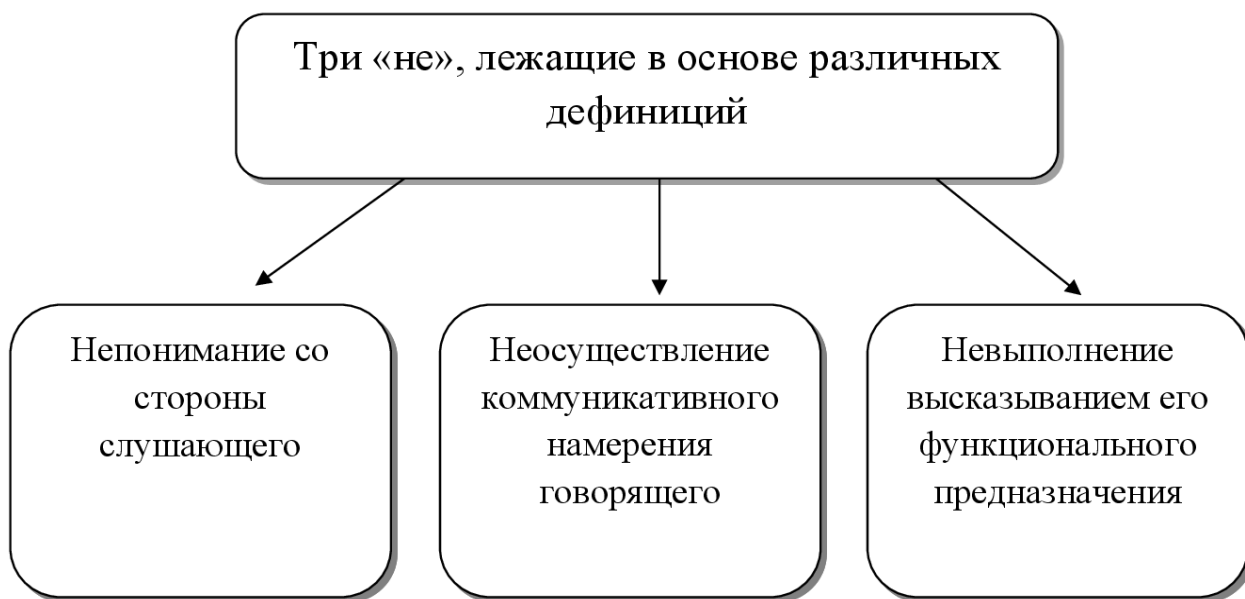 Три «не», лежащие в основе различных
дефиниций
Непонимание со
стороны
слушающего
Неосуществление
коммуникативного
намерения
говорящего
Невыполнение
высказыванием его
функционального
предназначения